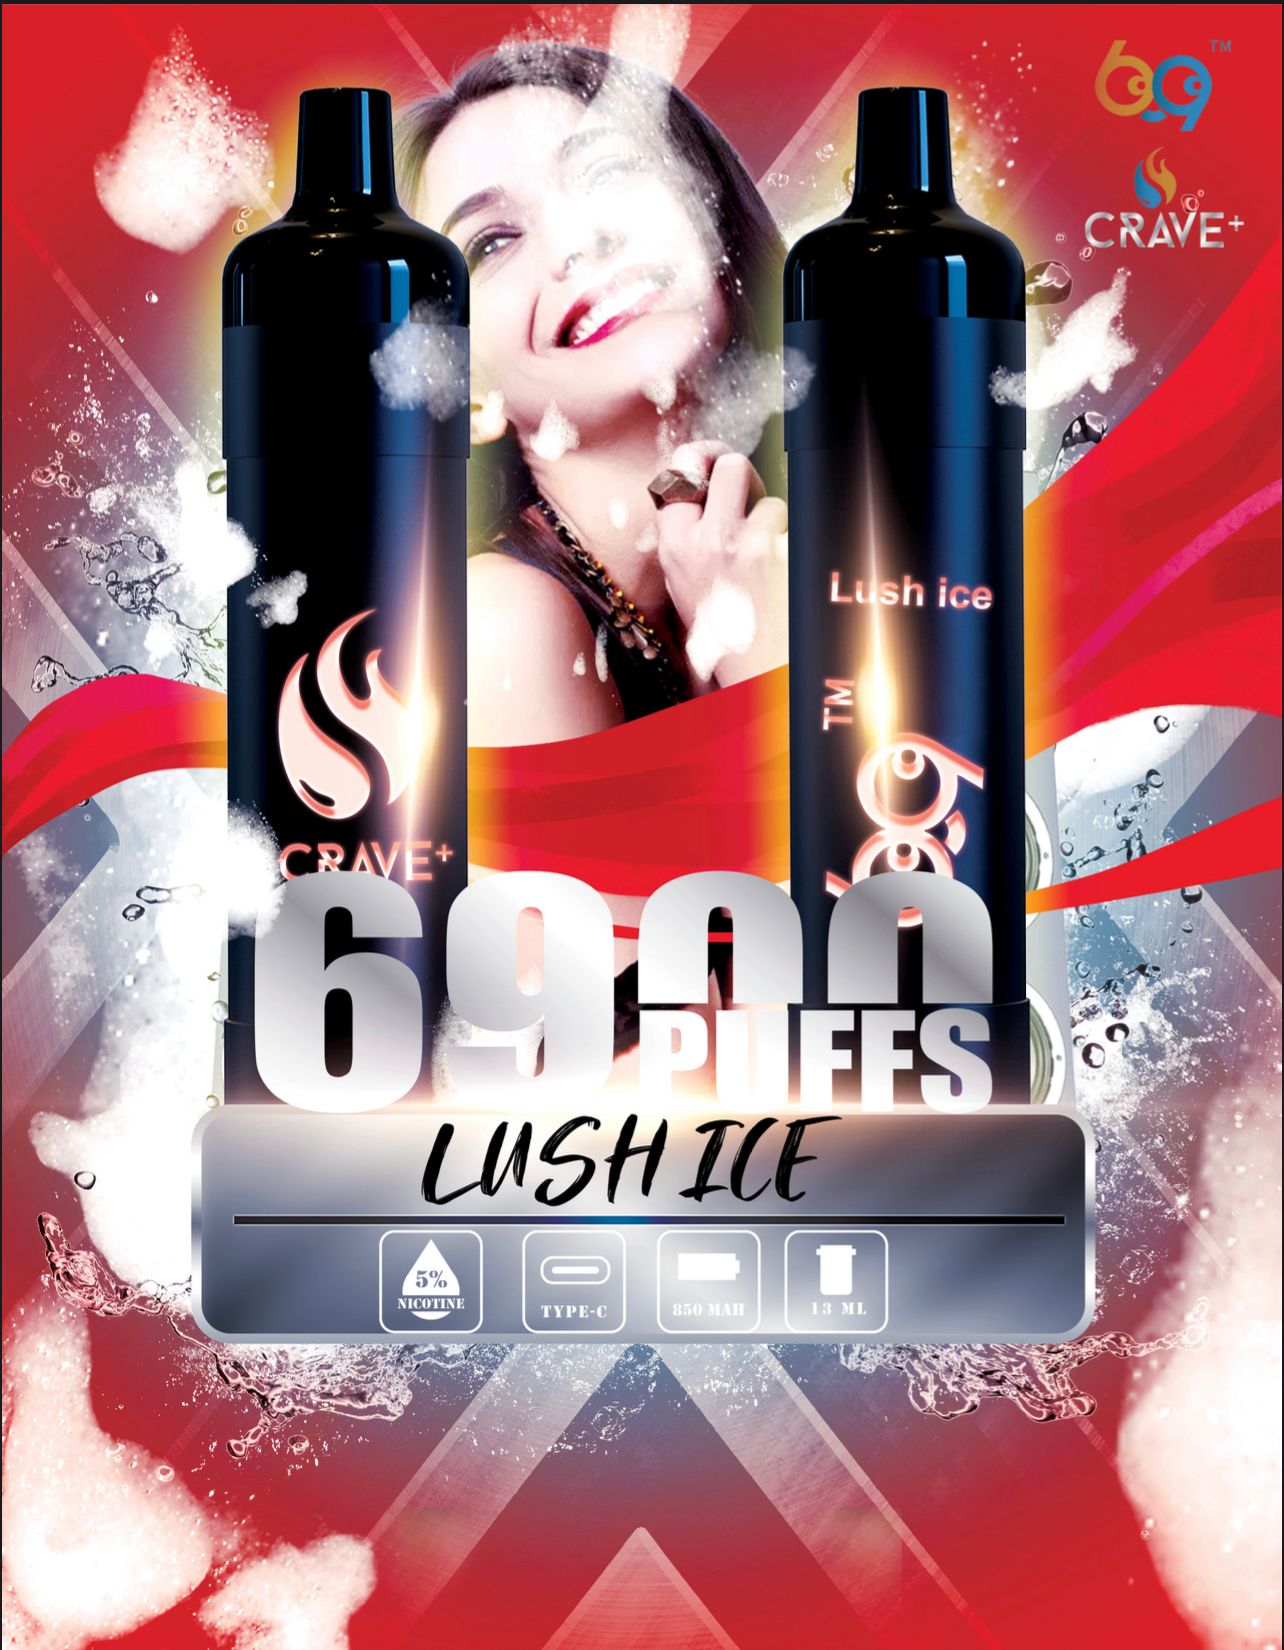 69™
CRAVE+
Lush ice
TM
69
CRAVE+
6900
PUFFS
LUSH ICE
5%
NICOTINE
TYPE-C
850 MAH
13 ML